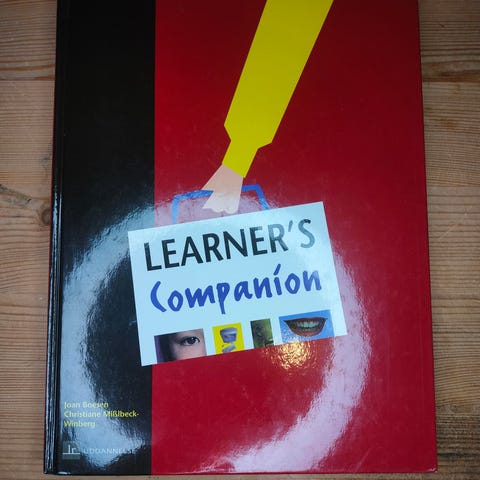 LEARNER'S
Companion
Joan Boesen
Christiane Mißlbeck-
Winberg
UDDANNELSE